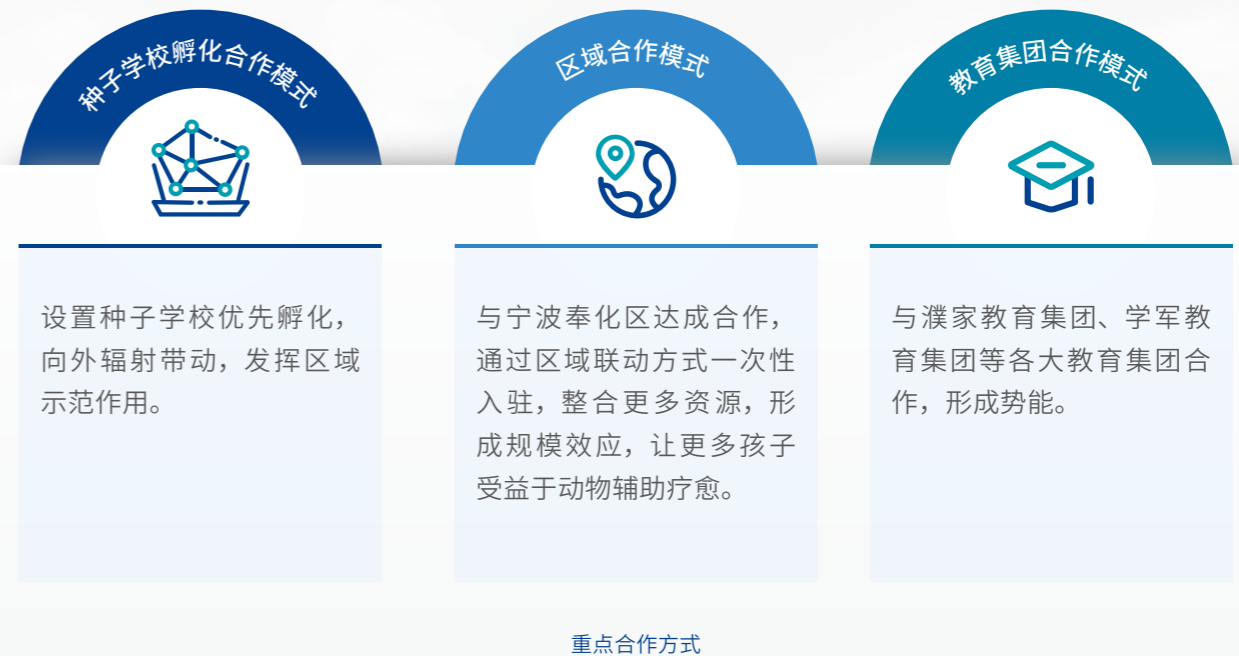 种子学校孵化合作模式
设置种子学校优先孵化，
向外辐射带动，发挥区域
示范作用。
区域合作模式
与宁波奉化区达成合作，
通过区域联动方式一次性
入驻，整合更多资源，形
成规模效应，让更多孩子
受益于动物辅助疗愈。
教育集团合作模式
与濮家教育集团、学军教
育集团等各大教育集团合
作，形成势能。
重点合作方式